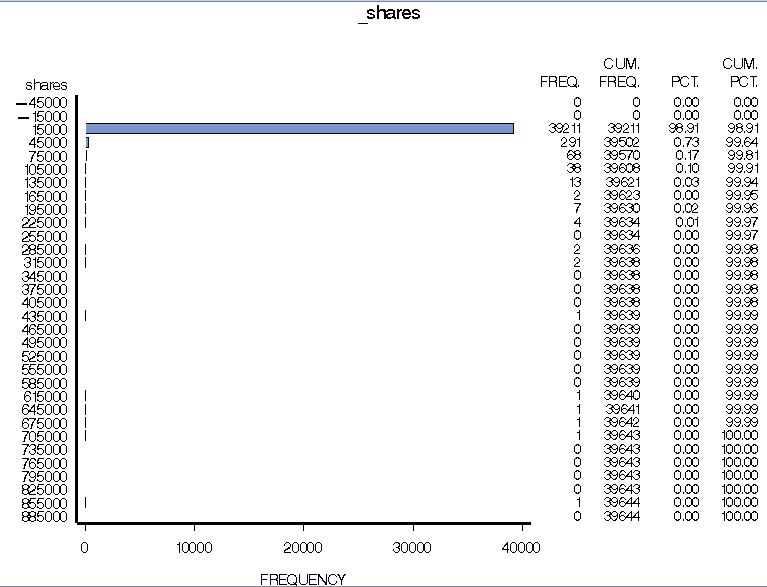 _shares
CUM. CUM.
shares FREQ. FREQ. PCT. PCT.
-45000 0 0 0.00 0.00
-15000 0 0 0.00 0.00
15000 39211 39211 98.91 98.91
45000 291 39502 0.73 99.64
75000 68 39570 0.17 99.81
105000 38 39608 0.10 99.91
135000 13 39621 0.03 99.94
165000 2 39623 0.00 99.95
195000 7 39630 0.02 99.96
225000 4 39634 0.01 99.97
255000 0 39634 0.00 99.97
285000 2 39636 0.00 99.98
315000 2 39638 0.00 99.98
345000 0 39638 0.00 99.98
375000 0 39638 0.00 99.98
405000 0 39638 0.00 99.98
435000 1 39639 0.00 99.99
465000 0 39639 0.00 99.99
495000 0 39639 0.00 99.99
525000 0 39639 0.00 99.99
555000 0 39639 0.00 99.99
585000 0 39639 0.00 99.99
615000 1 39640 0.00 99.99
645000 1 39641 0.00 99.99
675000 1 39642 0.00 99.99
705000 1 39643 0.00 100.00
735000 0 39643 0.00 100.00
765000 0 39643 0.00 100.00
795000 0 39643 0.00 100.00
825000 0 39643 0.00 100.00
855000 1 39644 0.00 100.00
885000 0 39644 0.00 100.00
0 10000 20000 30000 40000
FREQUENCY